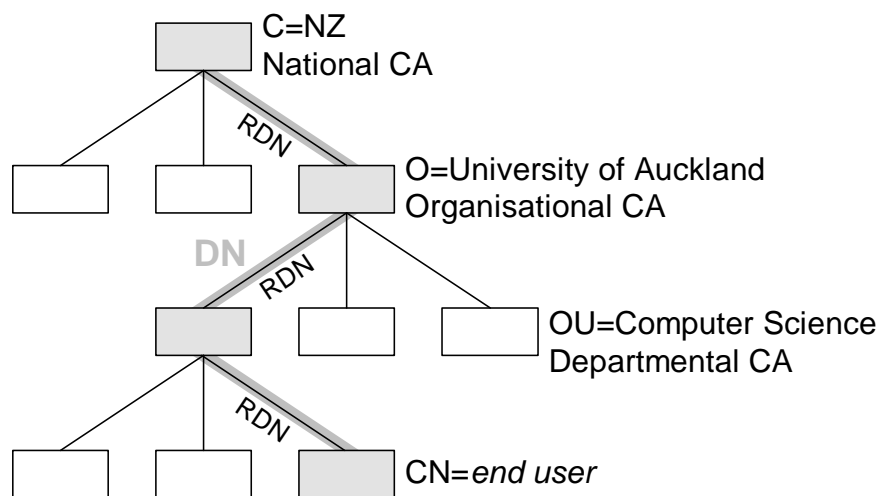 C=NZ
National CA
RDN
O=University of Auckland
Organisational CA
DN
RDN
OU=Computer Science
Departmental CA
RDN
CN=end user